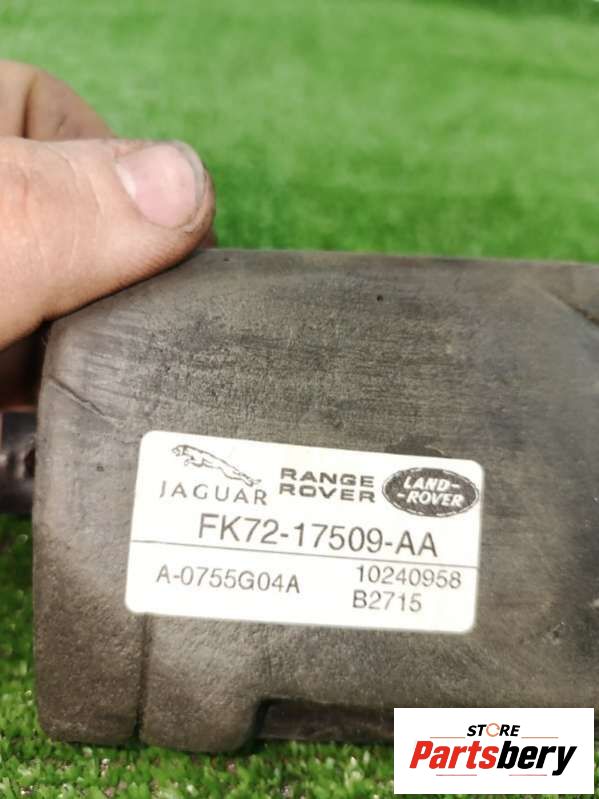 JAGUAR
RANGE
ROVER
LAND-
-ROVER
FK72-17509-AA
A-0755G04A 10240958
B2715
STORE
Partsbery